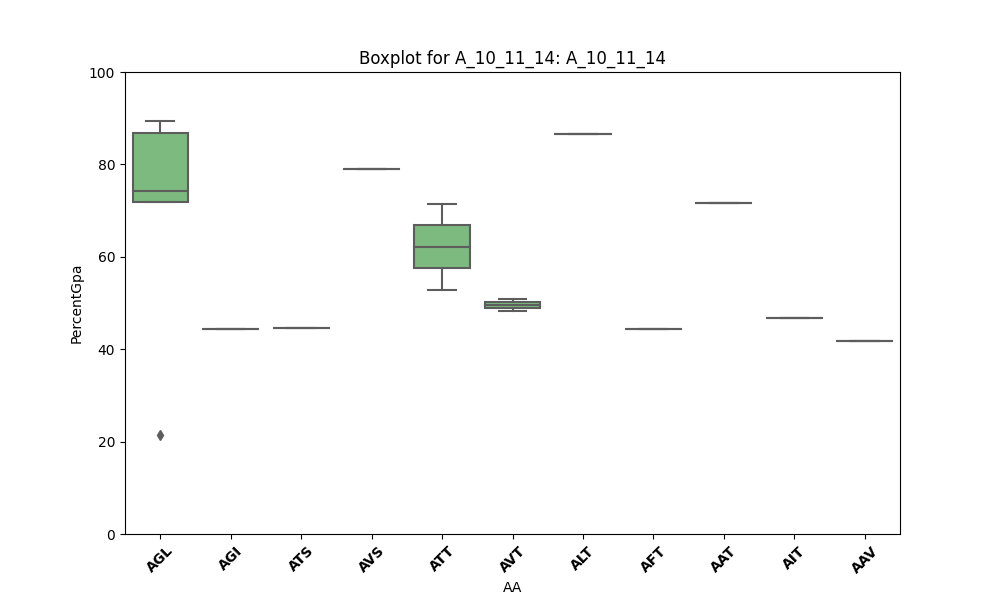 Boxplot for A_10_11_14: A_10_11_14
100
80
60
40
20
0
PercentGpa
AGL AGI ATS AVS ATT AVT ALT AFT AAT AIT AAV
AA